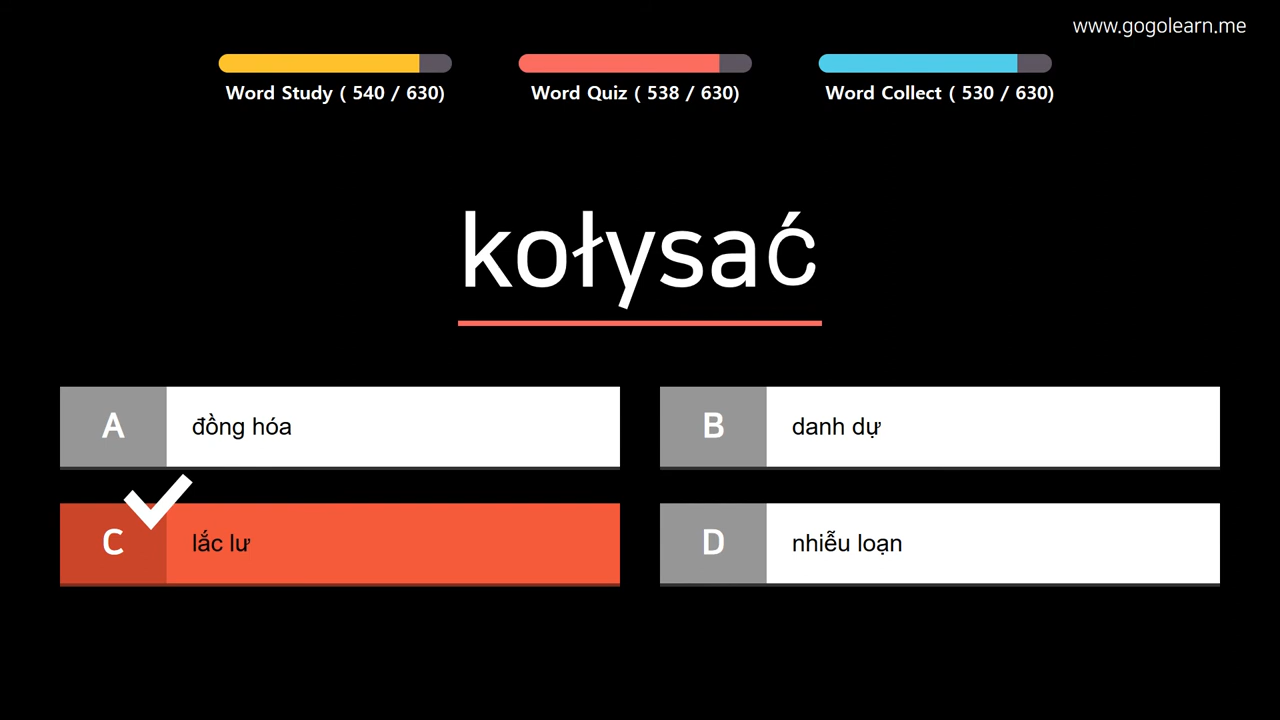 www.gogolearn.me
Word Study ( 540 / 630)
Word Quiz ( 538 / 630)
Word Collect ( 530 / 630)
kołysać
A đồng hóa
B danh dự
C lắc lư
D nhiễu loạn